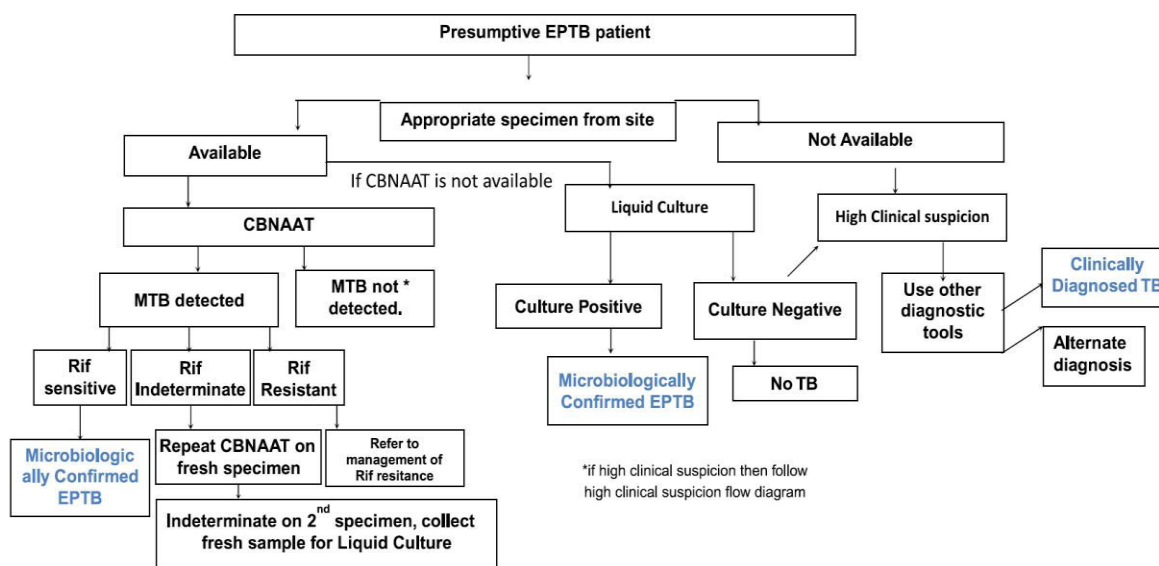 Presumptive EPTB patient
Appropriate specimen from site
Available
Not Available
If CBNAAT is not available
CBNAAT
Liquid Culture
High Clinical suspicion
MTB detected
MTB not *
detected.
Culture Positive
Culture Negative
Use other
diagnostic
tools
Clinically
Diagnosed TB
Alternate
diagnosis
Rif
sensitive
Rif
Indeterminate
Rif
Resistant
Microbiologically
Confirmed EPTB
No TB
Microbiologic
ally Confirmed
EPTB
Repeat CBNAAT on
fresh specimen
Refer to
management of
Rif resitance
*if high clinical suspicion then follow
high clinical suspicion flow diagram
Indeterminate on 2nd specimen, collect
fresh sample for Liquid Culture